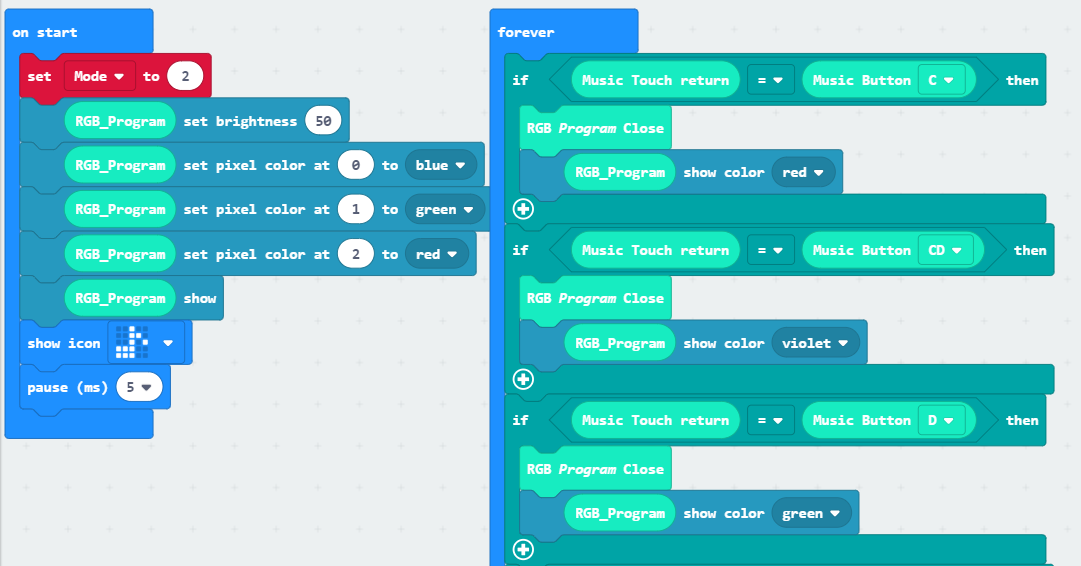 on start
set Mode to 2
RGB_Program set brightness 50
RGB_Program set pixel color at 0 to blue
RGB_Program set pixel color at 1 to green
RGB_Program set pixel color at 2 to red
RGB_Program show
show icon
pause (ms) 5
forever
if Music Touch return = Music Button C then
RGB Program Close
RGB_Program show color red
if Music Touch return = Music Button CD then
RGB Program Close
RGB_Program show color violet
if Music Touch return = Music Button D then
RGB Program Close
RGB_Program show color green